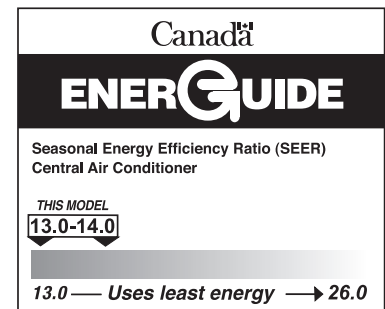 Canada
ENERGUIDE
Seasonal Energy Efficiency Ratio (SEER)
Central Air Conditioner
THIS MODEL
13.0-14.0
13.0 — Uses least energy → 26.0